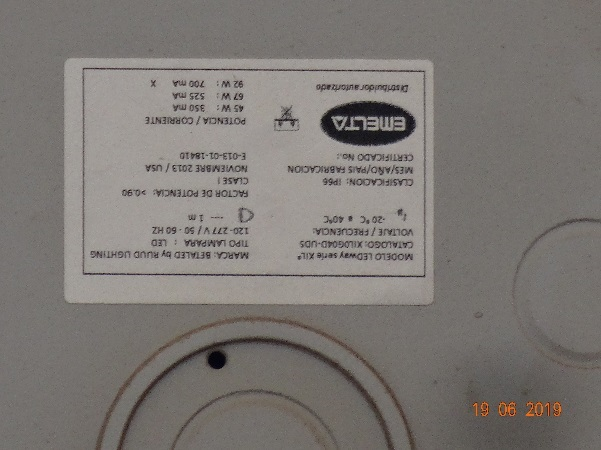 MODELO LEDway serie XIL®
MARCA: BETALED by RUUD LIGHTING
CATALOGO: XIL0G04D-UDS
TIPO LAMPARA : LED
VOLTAJE / FRECUENCIA:
120-277 V / 50-60 HZ
-20 °C a 40°C
1 m
FACTOR DE POTENCIA: >0.90
CLASE I
CLASIFICACION: IP66
MES/AÑO/PAIS FABRICACION
NOVIEMBRE 2013 / USA
CERTIFICADO No.:
E-013-01-18410
EMELTA
POTENCIA / CORRIENTE
45 W: 350 mA
67 W: 525 mA
92 W: 700 mA X
Distribuidor autorizado
19 06 2019